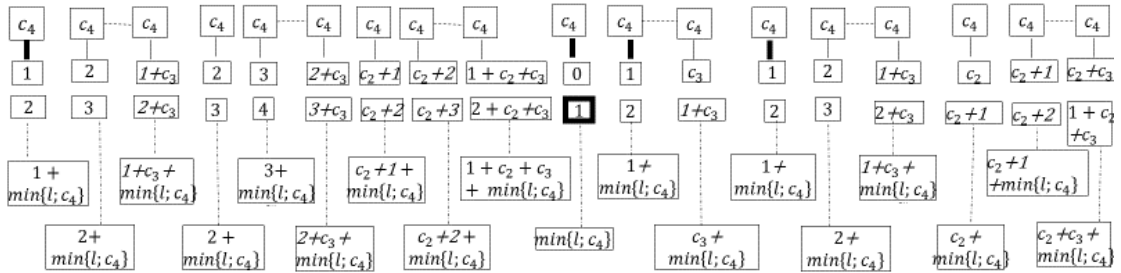 c₄ c₄ c₄ c₄ c₄ c₄ c₄ c₄ c₄ c₄ c₄ c₄ c₄ c₄ c₄ c₄ c₄ c₄
1 2 1+c₃ 2 3 2+c₃ c₂+1 c₂+2 1+c₂+c₃ 0 1 c₃ 1 2 1+c₃ c₂ c₂+1 c₂+c₃
2 3 2+c₃ 3 4 3+c₃ c₂+2 c₂+3 2+c₂+c₃ 1 2 1+c₃ 2 3 2+c₃ c₂+1 c₂+2 1+c₂
+c₃
1+ 1+c₃+ 3+ c₂+1+ 1+c₂+c₃ 1+ 1+ 1+c₃+ c₂+1
min{l; c₄} min{l; c₄} min{l; c₄} min{l; c₄} + min{l; c₄} min{l; c₄} min{l; c₄} min{l; c₄} +min{l; c₄}
2+ 2+ 2+c₃+ c₂+2+ min{l; c₄} c₃+ 2+ c₂+ c₂+c₃+
min{l; c₄} min{l; c₄} min{l; c₄} min{l; c₄} min{l; c₄} min{l; c₄} min{l; c₄} min{l; c₄}